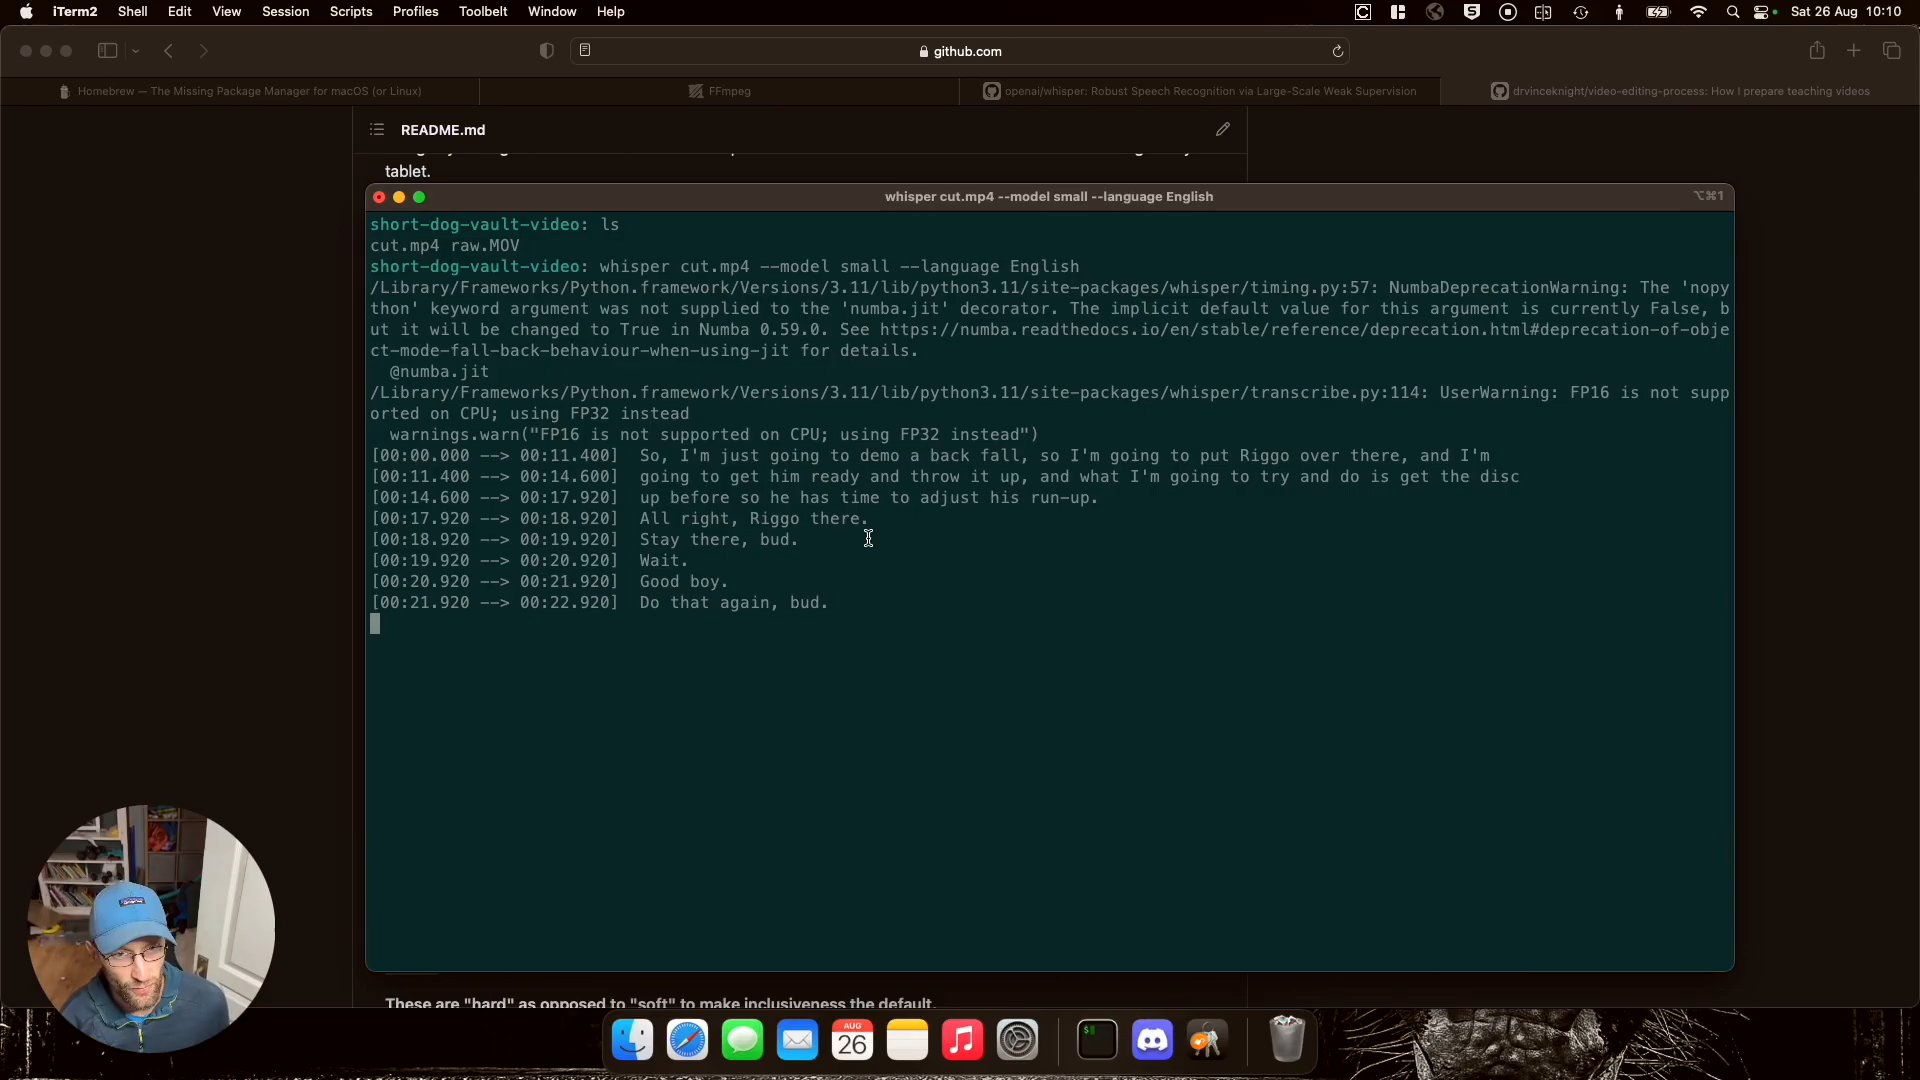 iTerm2 Shell Edit View Session Scripts Profiles Toolbelt Window Help Sat 26 Aug 10:10
github.com
Homebrew — The Missing Package Manager for macOS (or Linux) FFmpeg openai/whisper: Robust Speech Recognition via Large-Scale Weak Supervision drvinceknight/video-editing-process: How I prepare teaching videos
README.md
tablet.
whisper cut.mp4 --model small --language English ⌥⌘1
short-dog-vault-video: ls
cut.mp4 raw.MOV
short-dog-vault-video: whisper cut.mp4 --model small --language English
/Library/Frameworks/Python.framework/Versions/3.11/lib/python3.11/site-packages/whisper/timing.py:57: NumbaDeprecationWarning: The 'nopy
thon' keyword argument was not supplied to the 'numba.jit' decorator. The implicit default value for this argument is currently False, b
ut it will be changed to True in Numba 0.59.0. See https://numba.readthedocs.io/en/stable/reference/deprecation.html#deprecation-of-obje
ct-mode-fall-back-behaviour-when-using-jit for details.
@numba.jit
/Library/Frameworks/Python.framework/Versions/3.11/lib/python3.11/site-packages/whisper/transcribe.py:114: UserWarning: FP16 is not supp
orted on CPU; using FP32 instead
warnings.warn("FP16 is not supported on CPU; using FP32 instead")
[00:00.000 --> 00:11.400] So, I'm just going to demo a back fall, so I'm going to put Riggo over there, and I'm
[00:11.400 --> 00:14.600] going to get him ready and throw it up, and what I'm going to try and do is get the disc
[00:14.600 --> 00:17.920] up before so he has time to adjust his run-up.
[00:17.920 --> 00:18.920] All right, Riggo there.
[00:18.920 --> 00:19.920] Stay there, bud.
[00:19.920 --> 00:20.920] Wait.
[00:20.920 --> 00:21.920] Good boy.
[00:21.920 --> 00:22.920] Do that again, bud.
These are "hard" as opposed to "soft" to make inclusiveness the default.
AUG
26